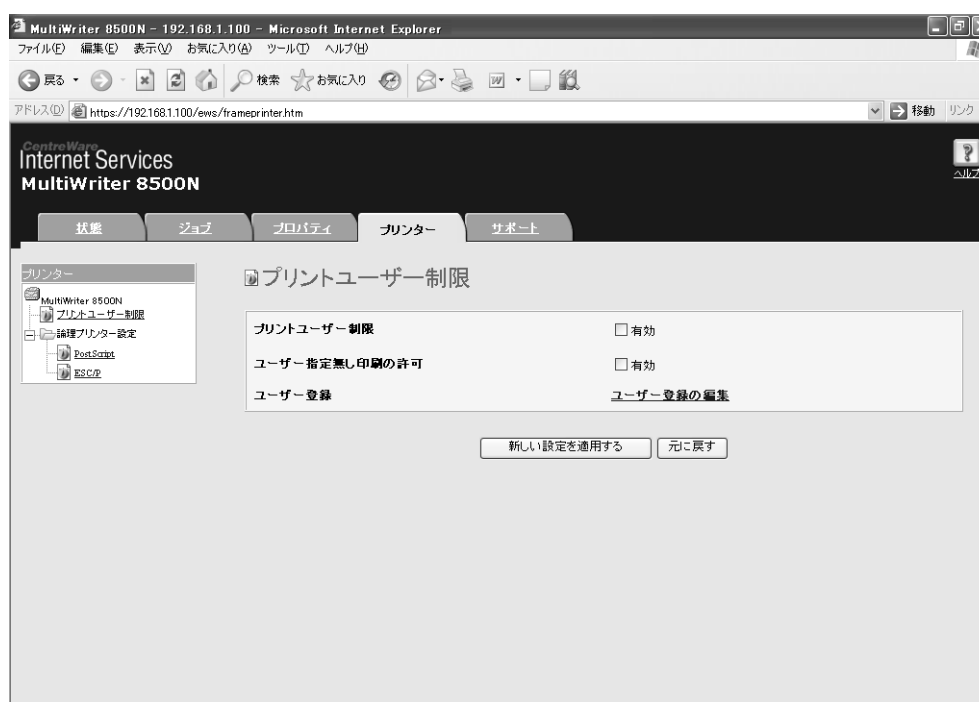 MultiWriter 8500N - 192.168.1.100 - Microsoft Internet Explorer
ファイル(F) 編集(E) 表示(V) お気に入り(A) ツール(T) ヘルプ(H)
戻る 検索 お気に入り
アドレス(D) https://192.168.1.100/ews/frameprinter.htm 移動 リンク
CentreWare
Internet Services
MultiWriter 8500N
ヘルプ
状態 ジョブ プロパティ プリンター サポート
プリンター
MultiWriter 8500N
プリントユーザー制限
論理プリンター設定
PostScript
ESC/P
プリントユーザー制限
プリントユーザー制限 有効
ユーザー指定無し印刷の許可 有効
ユーザー登録 ユーザー登録の編集
新しい設定を適用する 元に戻す